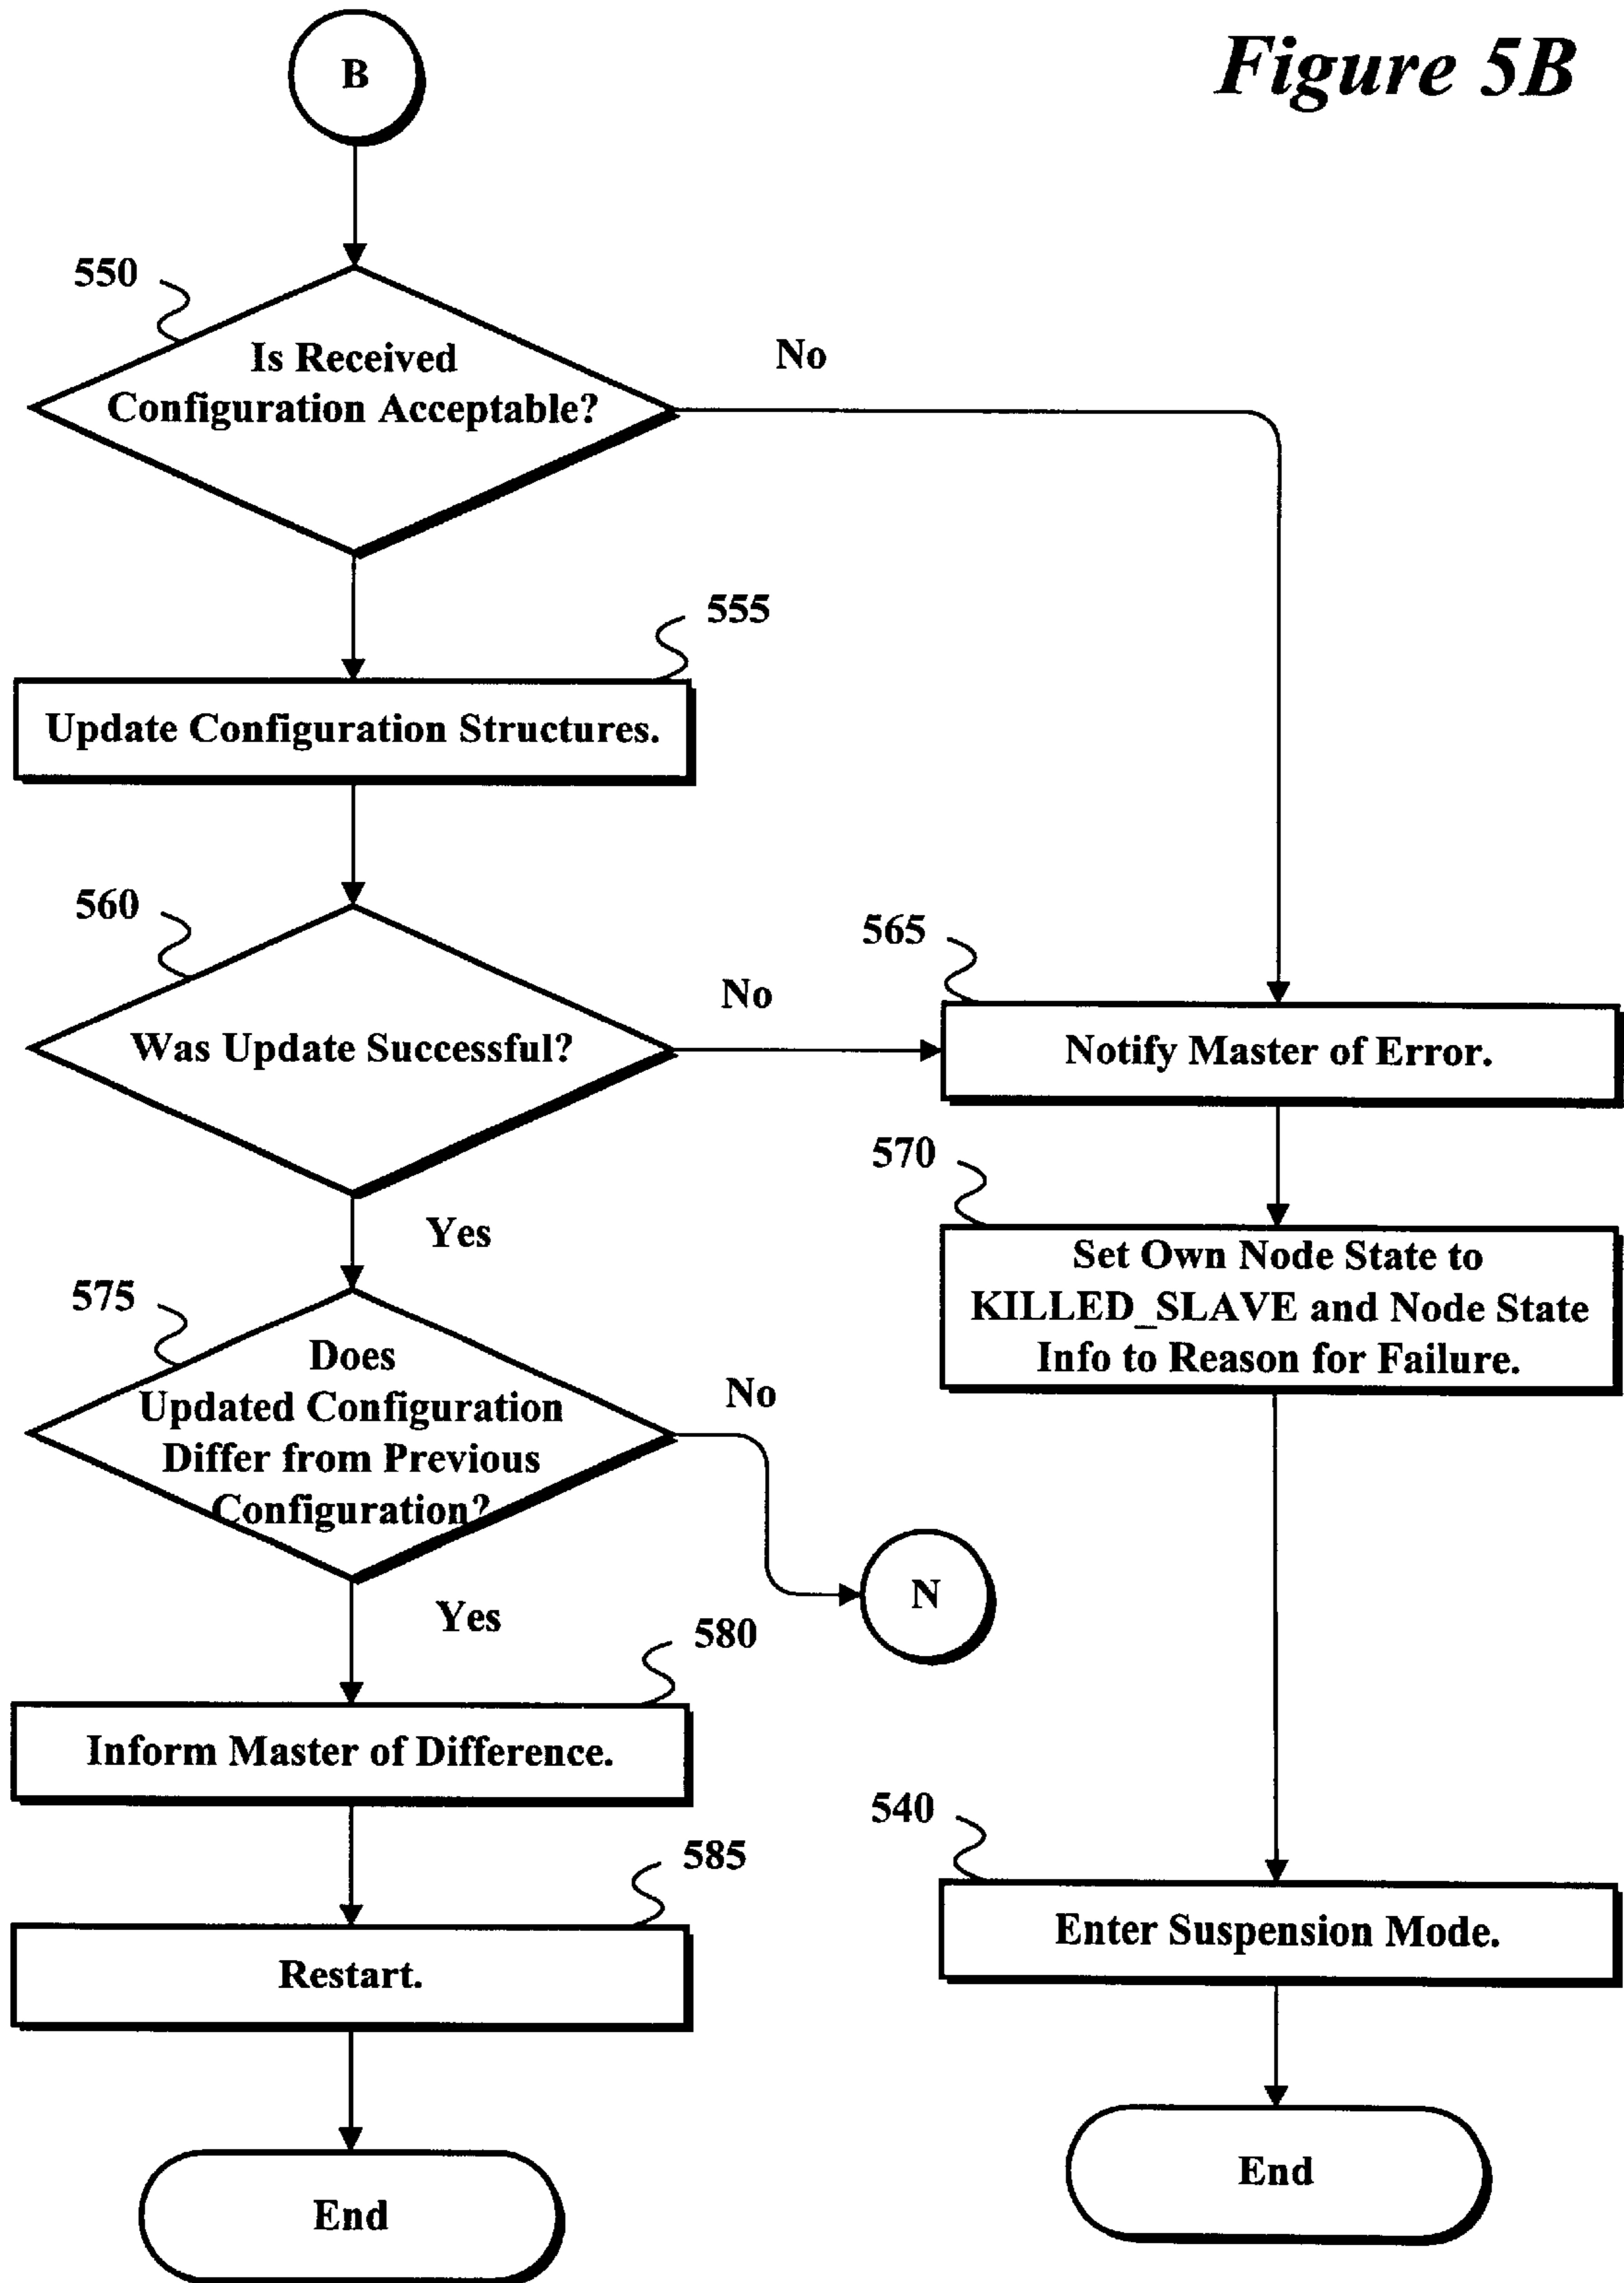 Figure 5B
B
550
Is Received
Configuration Acceptable?
No
555
Update Configuration Structures.
560
Was Update Successful?
No
565
Notify Master of Error.
570
Set Own Node State to
KILLED_SLAVE and Node State
Info to Reason for Failure.
Yes
575
Does
Updated Configuration
Differ from Previous
Configuration?
No
N
Yes
580
Inform Master of Difference.
585
Restart.
End
540
Enter Suspension Mode.
End